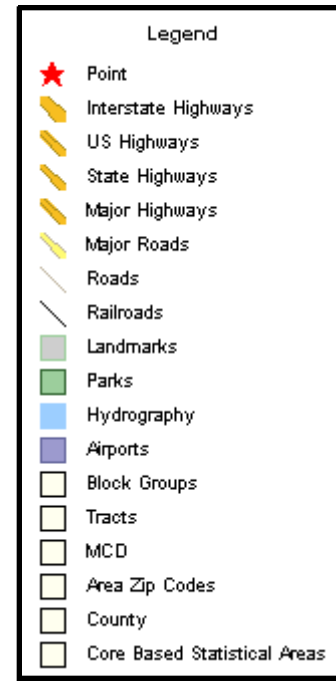 Legend
Point
Interstate Highways
US Highways
State Highways
Major Highways
Major Roads
Roads
Railroads
Landmarks
Parks
Hydrography
Airports
Block Groups
Tracts
MCD
Area Zip Codes
County
Core Based Statistical Areas